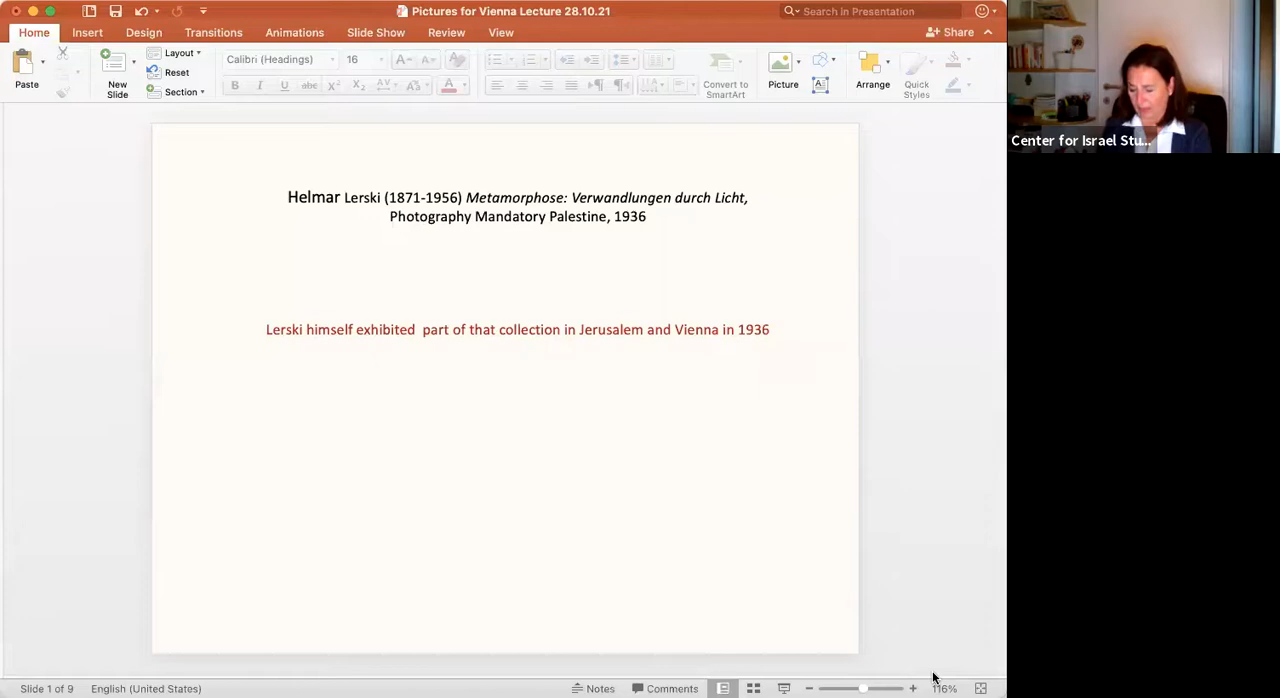 Pictures for Vienna Lecture 28.10.21
Search in Presentation
Home Insert Design Transitions Animations Slide Show Review View
Share
Paste
New Slide
Layout
Reset
Section
Calibri (Headings) 16
Convert to SmartArt
Picture
Arrange
Quick Styles
Center for Israel Stu...
Helmar Lerski (1871-1956) Metamorphose: Verwandlungen durch Licht,
Photography Mandatory Palestine, 1936
Lerski himself exhibited part of that collection in Jerusalem and Vienna in 1936
Slide 1 of 9 English (United States)
Notes Comments 116%